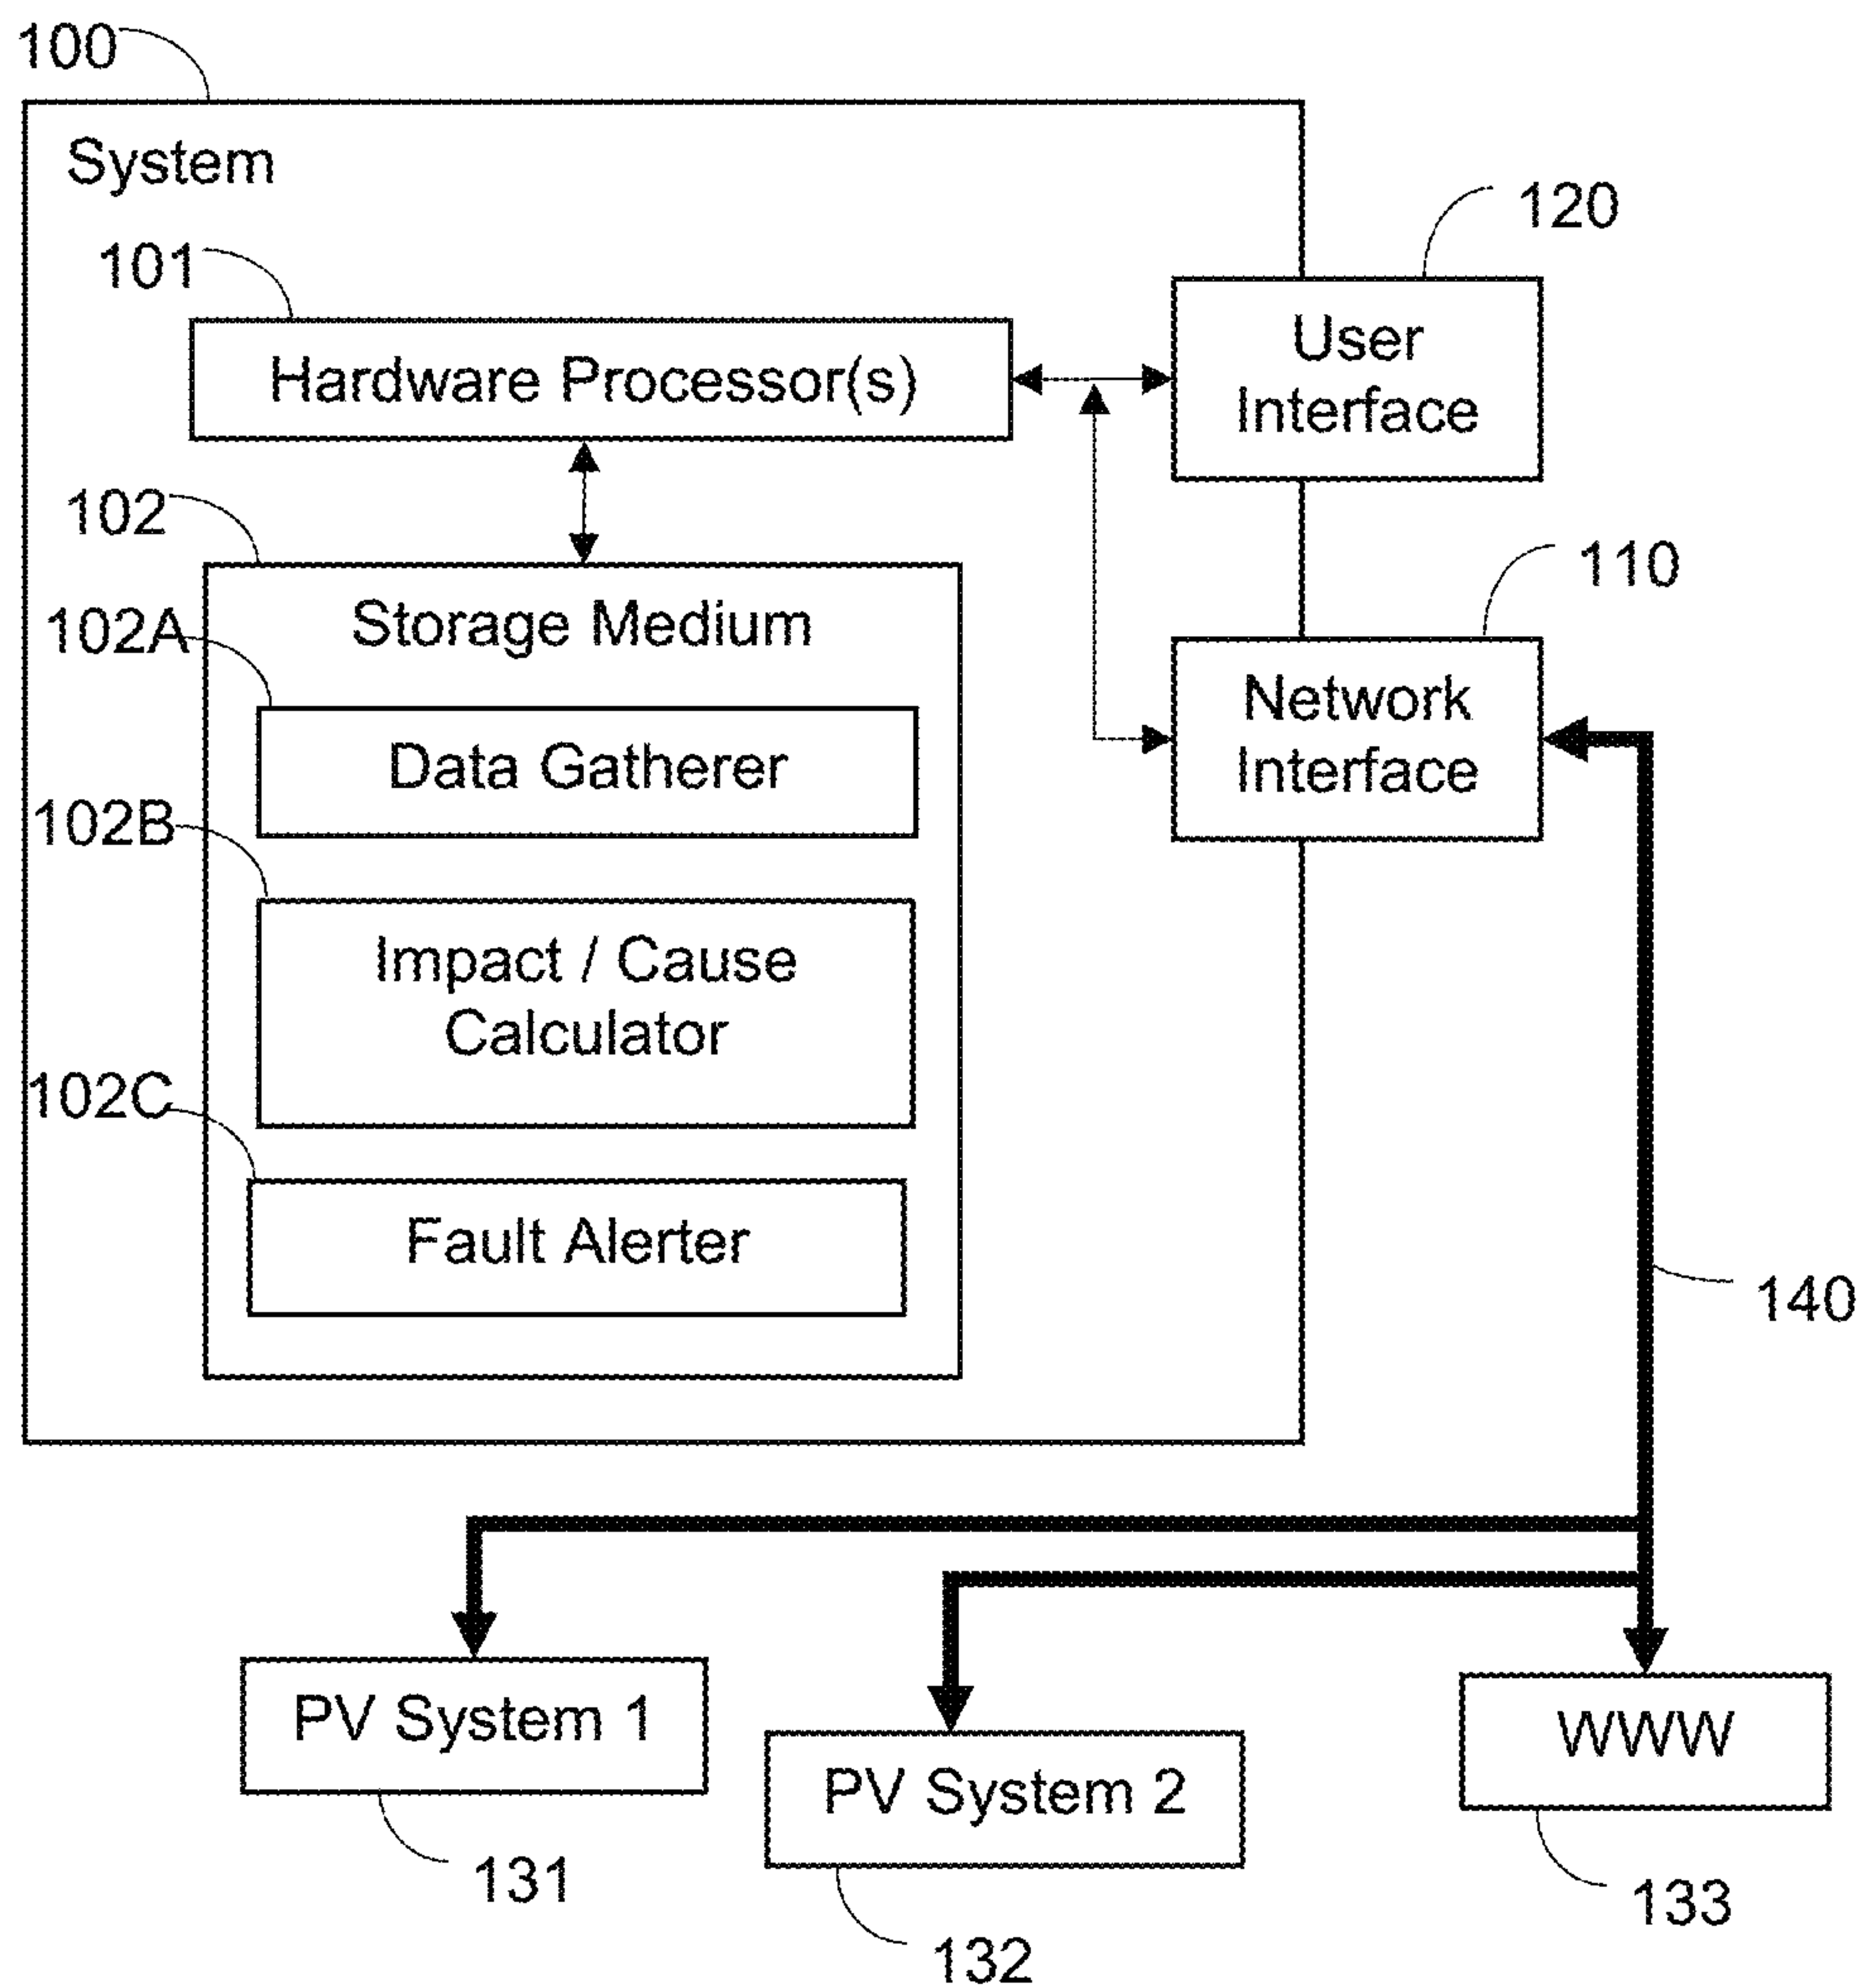 100
System
120
101
Hardware Processor(s)
User
Interface
102
110
102A
Storage Medium
Network
Interface
Data Gatherer
102B
Impact / Cause
Calculator
102C
Fault Alerter
140
PV System 1
PV System 2
WWW
131
132
133